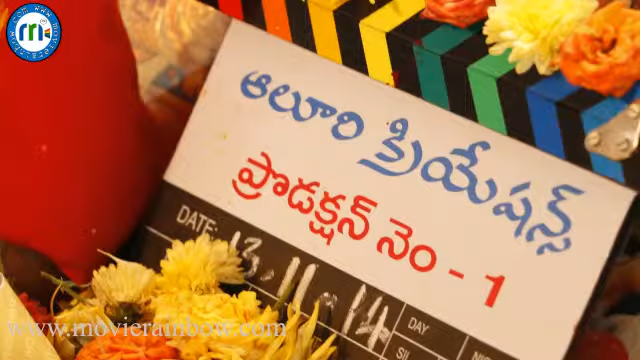 ఆలూరి క్రియేషన్స్
ప్రొడక్షన్ నెం - 1
DATE: 13.11-14
DAY
www.movierainbow.com